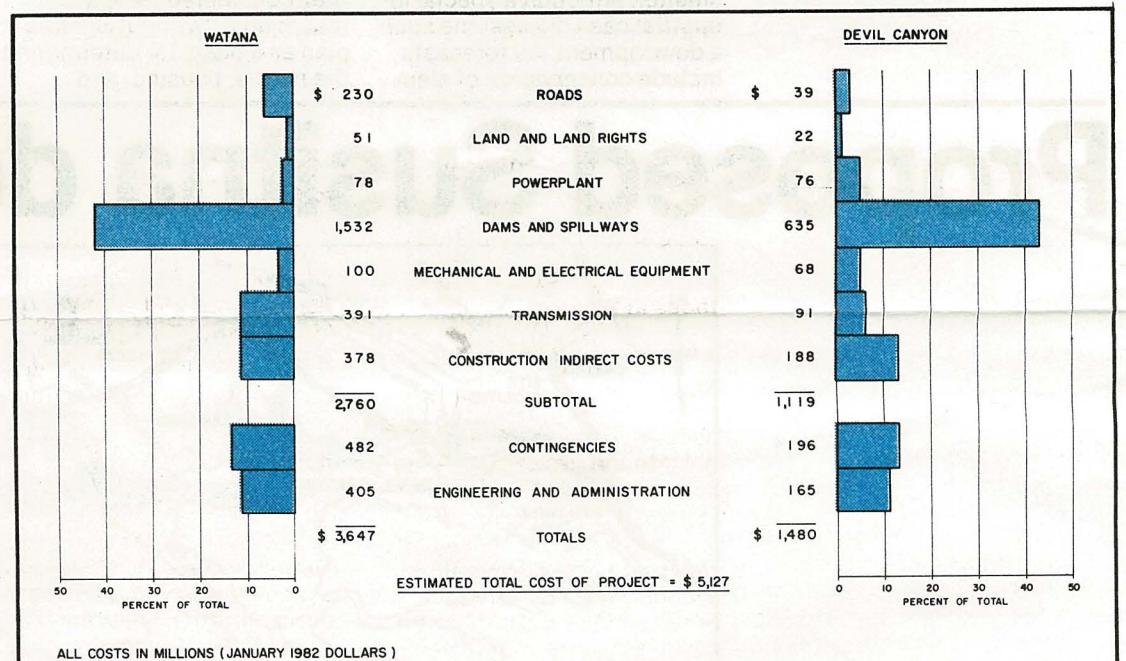 WATANA DEVIL CANYON
$ 230 ROADS $ 39
51 LAND AND LAND RIGHTS 22
78 POWERPLANT 76
1,532 DAMS AND SPILLWAYS 635
100 MECHANICAL AND ELECTRICAL EQUIPMENT 68
391 TRANSMISSION 91
378 CONSTRUCTION INDIRECT COSTS 188
2,760 SUBTOTAL 1,119
482 CONTINGENCIES 196
405 ENGINEERING AND ADMINISTRATION 165
$ 3,647 TOTALS $ 1,480
ESTIMATED TOTAL COST OF PROJECT = $ 5,127
50 40 30 20 10 0 0 10 20 30 40 50
PERCENT OF TOTAL PERCENT OF TOTAL
ALL COSTS IN MILLIONS (JANUARY 1982 DOLLARS)